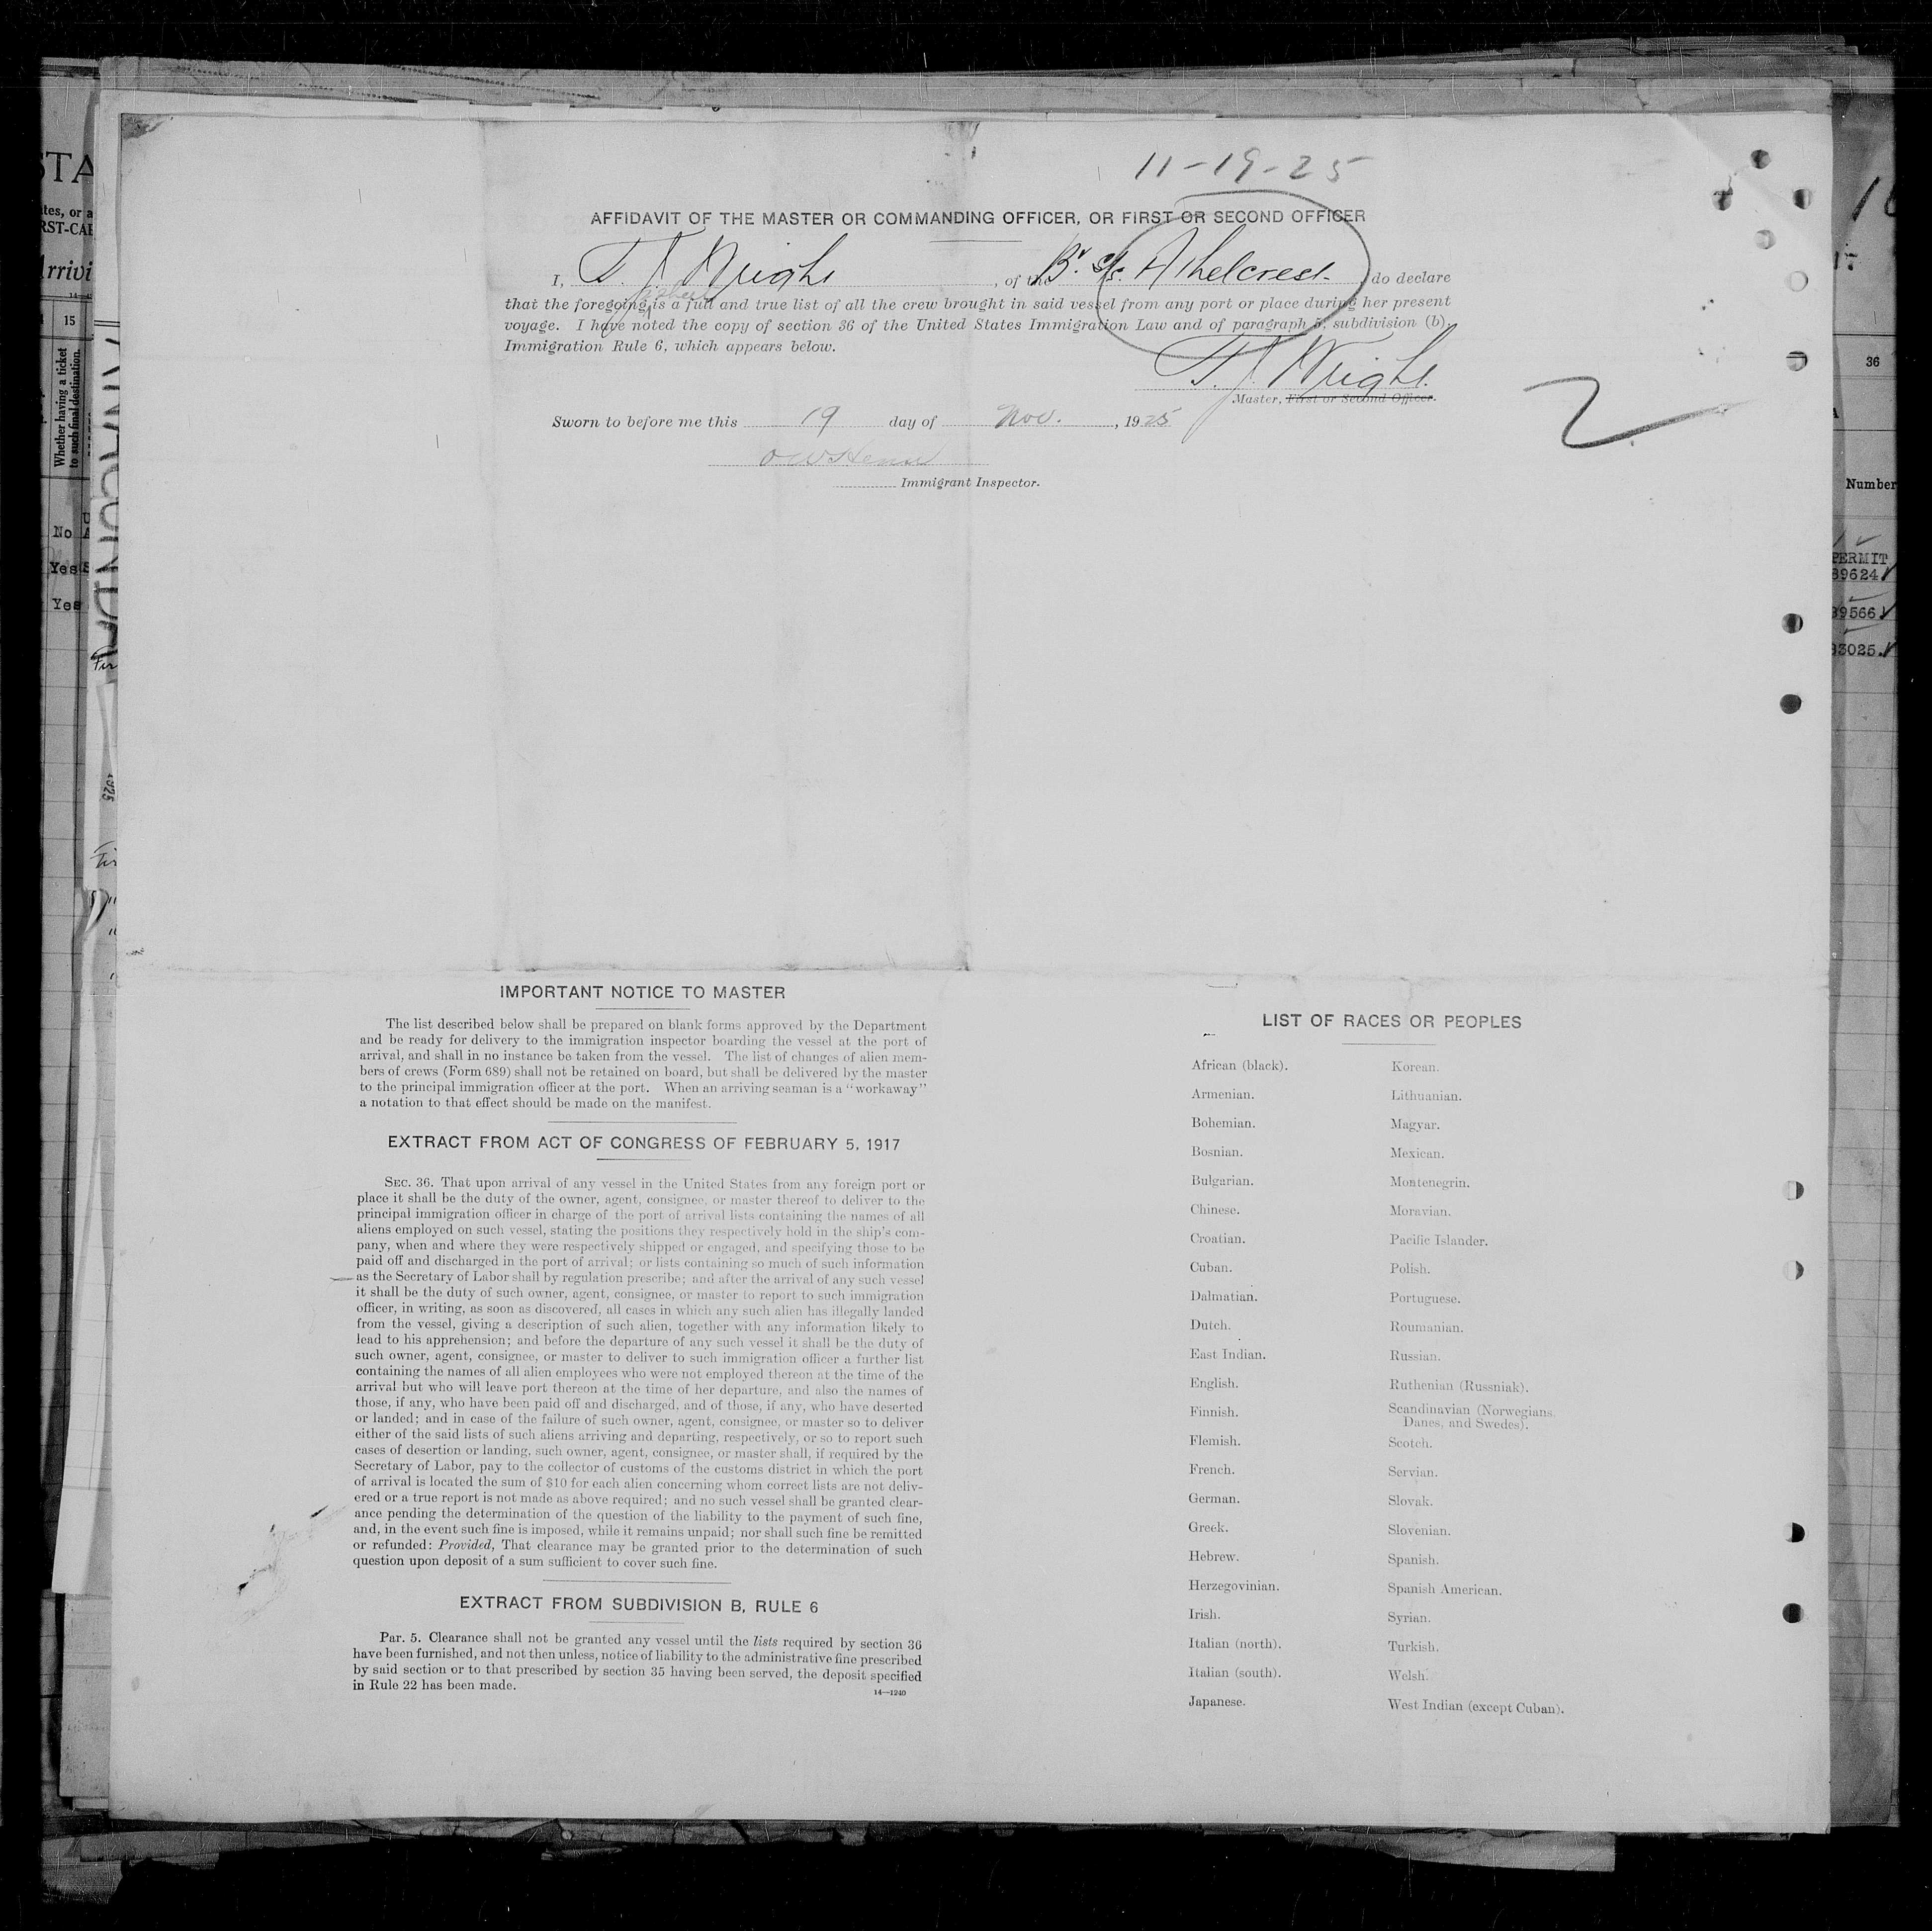 11-19-25
AFFIDAVIT OF THE MASTER OR COMMANDING OFFICER, OR FIRST OR SECOND OFFICER
I, T. J. Wright, of the Br. S/s. Athelcrest. do declare
that the foregoing is a full and true list of all the crew brought in said vessel from any port or place during her present
voyage. I have noted the copy of section 36 of the United States Immigration Law and of paragraph 5, subdivision (b),
Immigration Rule 6, which appears below.
T. J. Wright.
Master, First or Second Officer.
2
Sworn to before me this 19 day of Nov., 1925
Immigrant Inspector.
IMPORTANT NOTICE TO MASTER
The list described below shall be prepared on blank forms approved by the Department
and be ready for delivery to the immigration inspector boarding the vessel at the port of
arrival, and shall in no instance be taken from the vessel. The list of changes of alien mem-
bers of crews (Form 689) shall not be retained on board, but shall be delivered by the master
to the principal immigration officer at the port. When an arriving seaman is a "workaway"
a notation to that effect should be made on the manifest.
EXTRACT FROM ACT OF CONGRESS OF FEBRUARY 5, 1917
SEC. 36. That upon arrival of any vessel in the United States from any foreign port or
place it shall be the duty of the owner, agent, consignee, or master thereof to deliver to the
principal immigration officer in charge of the port of arrival lists containing the names of all
aliens employed on such vessel, stating the positions they respectively hold in the ship's com-
pany, when and where they were respectively shipped or engaged, and specifying those to be
paid off and discharged in the port of arrival; or lists containing so much of such information
as the Secretary of Labor shall by regulation prescribe; and after the arrival of any such vessel
it shall be the duty of such owner, agent, consignee, or master to report to such immigration
officer, in writing, as soon as discovered, all cases in which any such alien has illegally landed
from the vessel, giving a description of such alien, together with any information likely to
lead to his apprehension; and before the departure of any such vessel it shall be the duty of
such owner, agent, consignee, or master to deliver to such immigration officer a further list
containing the names of all alien employees who were not employed thereon at the time of the
arrival but who will leave port thereon at the time of her departure, and also the names of
those, if any, who have been paid off and discharged, and of those, if any, who have deserted
or landed; and in case of the failure of such owner, agent, consignee, or master so to deliver
either of the said lists of such aliens arriving and departing, respectively, or so to report such
cases of desertion or landing, such owner, agent, consignee, or master shall, if required by the
Secretary of Labor, pay to the collector of customs of the customs district in which the port
of arrival is located the sum of $10 for each alien concerning whom correct lists are not deliv-
ered or a true report is not made as above required; and no such vessel shall be granted clear-
ance pending the determination of the question of the liability to the payment of such fine,
and, in the event such fine is imposed, while it remains unpaid; nor shall such fine be remitted
or refunded: Provided, That clearance may be granted prior to the determination of such
question upon deposit of a sum sufficient to cover such fine.
EXTRACT FROM SUBDIVISION B, RULE 6
Par. 5. Clearance shall not be granted any vessel until the lists required by section 36
have been furnished, and not then unless, notice of liability to the administrative fine prescribed
by said section or to that prescribed by section 35 having been served, the deposit specified
in Rule 22 has been made.
14—1240
LIST OF RACES OR PEOPLES
African (black).
Armenian.
Bohemian.
Bosnian.
Bulgarian.
Chinese.
Croatian.
Cuban.
Dalmatian.
Dutch.
East Indian.
English.
Finnish.
Flemish.
French.
German.
Greek.
Hebrew.
Herzegovinian.
Irish.
Italian (north).
Italian (south).
Japanese.
Korean.
Lithuanian.
Magyar.
Mexican.
Montenegrin.
Moravian.
Pacific Islander.
Polish.
Portuguese.
Roumanian.
Russian.
Ruthenian (Russniak).
Scandinavian (Norwegians,
Danes, and Swedes).
Scotch.
Servian.
Slovak.
Slovenian.
Spanish.
Spanish American.
Syrian.
Turkish.
Welsh.
West Indian (except Cuban).
15
Whether having a ticket
to such final destination.
No
Yes
Yes
36
Number
PERMIT